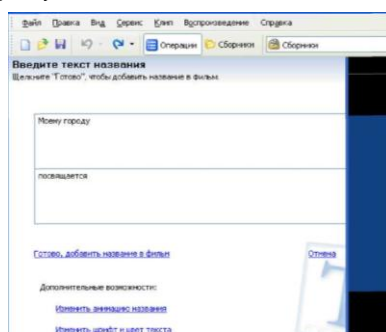 Файл Правка Вид Сервис Клип Воспроизведение Справка
Операции Сборники Сборники
Введите текст названия
Щелкните "Готово", чтобы добавить название в фильм.
Моему городу
посвящается
Готово, добавить название в фильм Отмена
Дополнительные возможности:
Изменить анимацию названия
Изменить шрифт и цвет текста